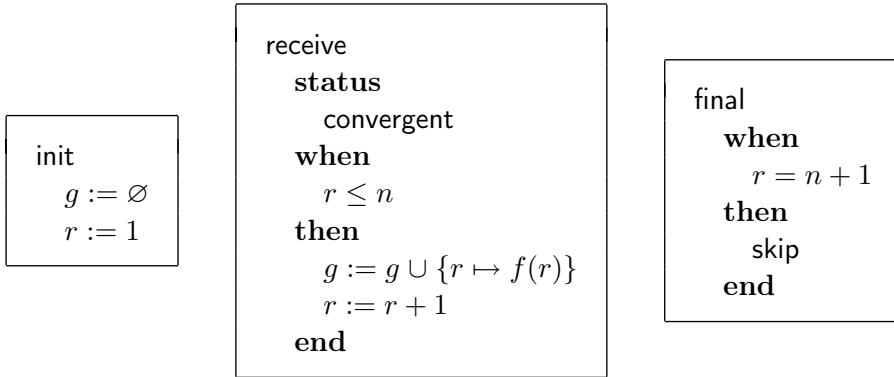 init
g := ∅
r := 1
receive
status
convergent
when
r ≤ n
then
g := g ∪ {r ↦ f(r)}
r := r + 1
end
final
when
r = n + 1
then
skip
end